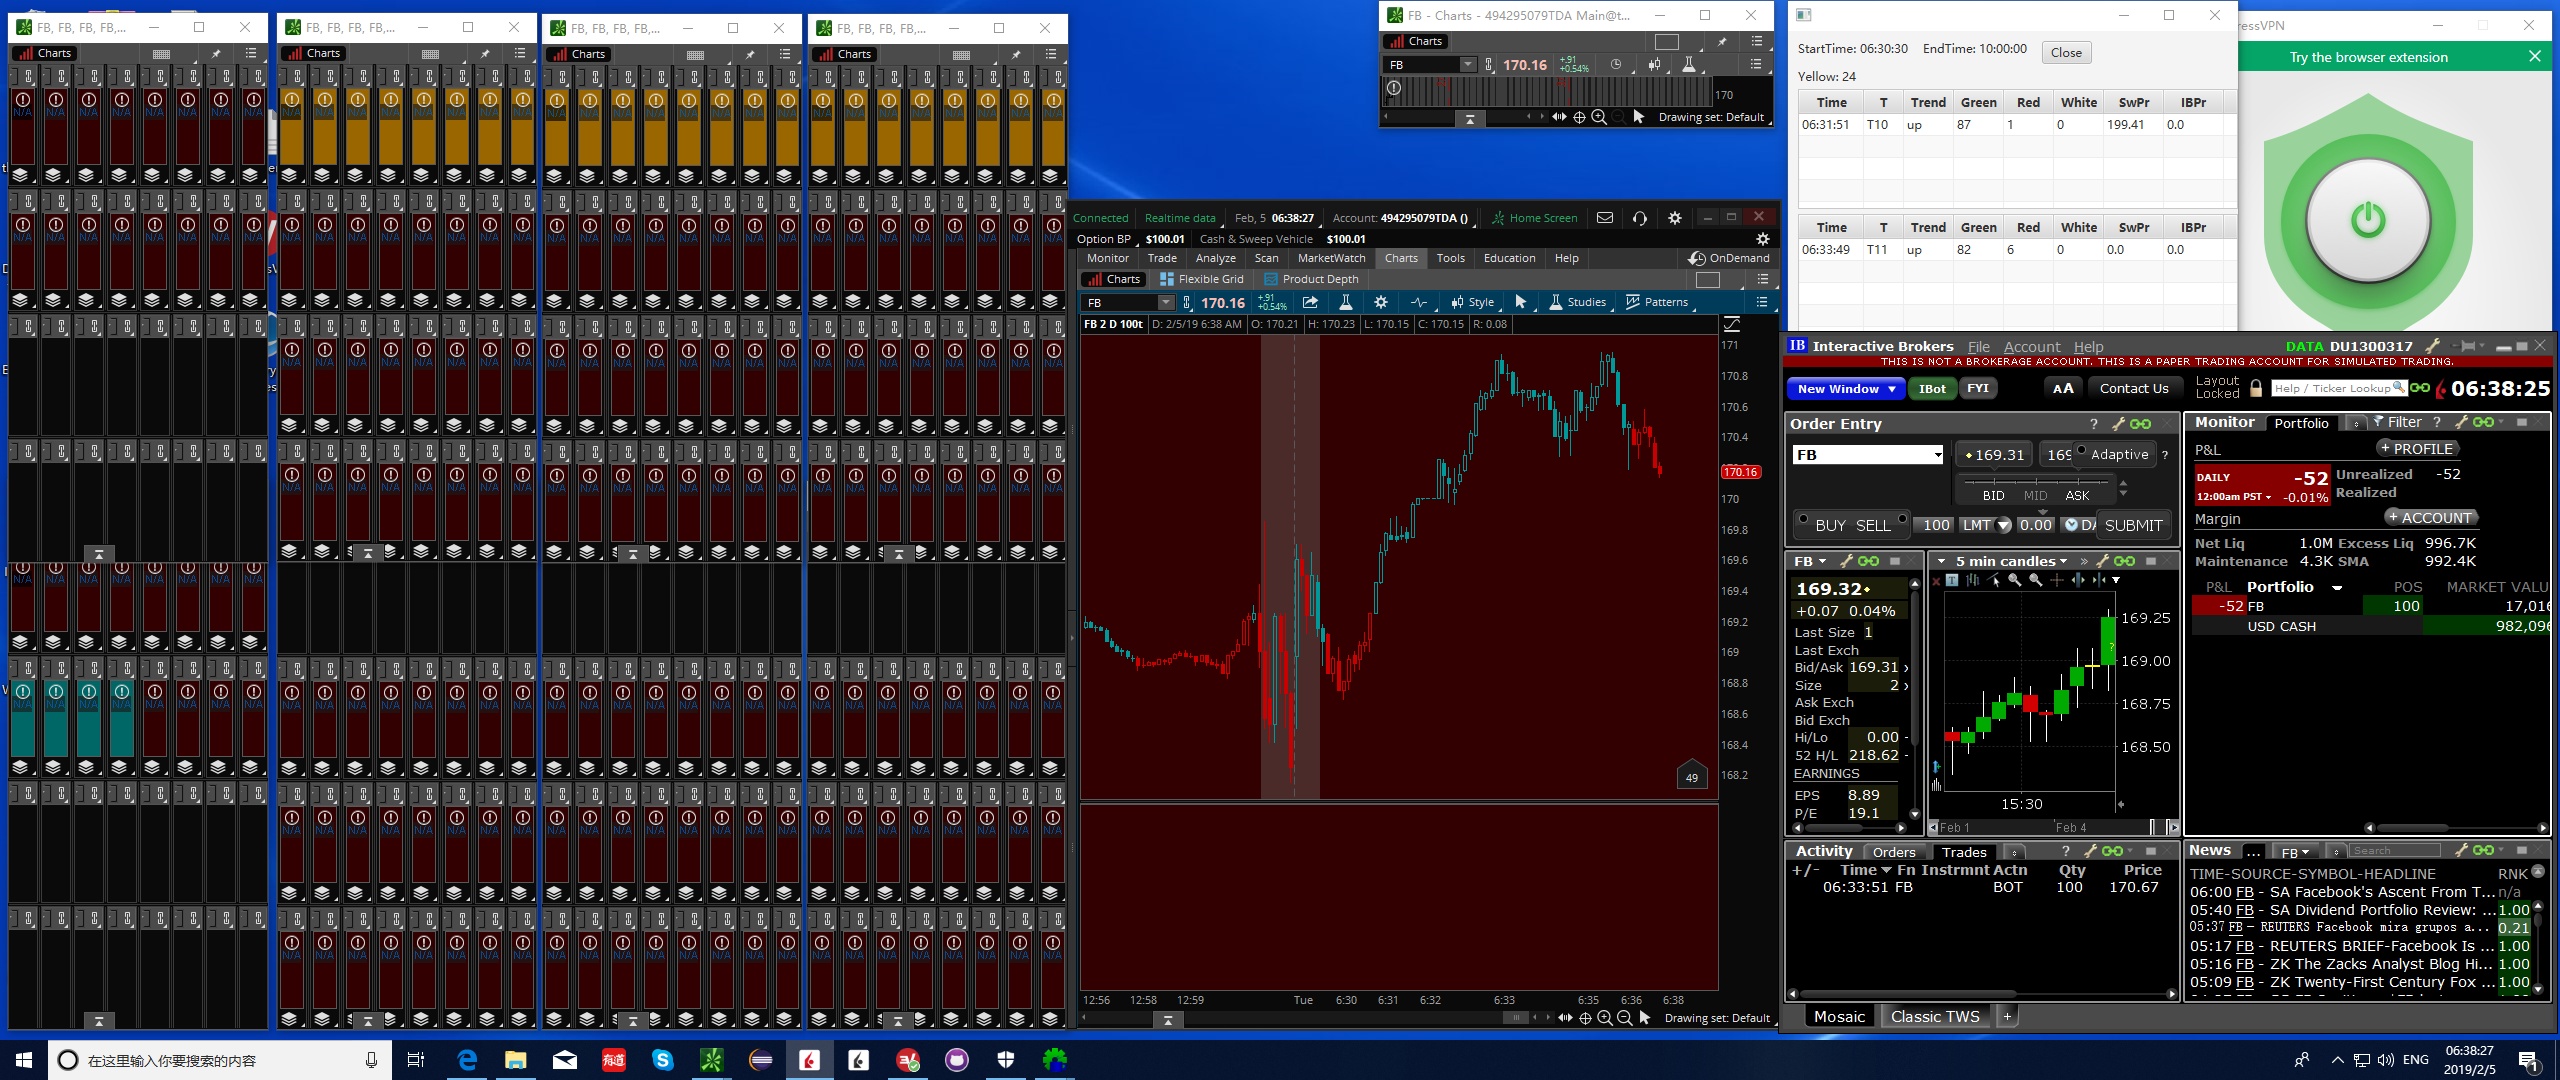 FB, FB, FB, FB,...
FB, FB, FB, FB,...
FB, FB, FB, FB,...
FB, FB, FB, FB,...
Charts
Charts
Charts
Charts
N/A N/A N/A N/A N/A N/A N/A N/A
FB - Charts - 494295079TDA Main@t...
Charts
FB 170.16 +.91 +0.54%
170
Drawing set: Default
StartTime: 06:30:30 EndTime: 10:00:00 Close
Yellow: 24
Time T Trend Green Red White SwPr IBPr
06:31:51 T10 up 87 1 0 199.41 0.0
Time T Trend Green Red White SwPr IBPr
06:33:49 T11 up 82 6 0 0.0 0.0
ressVPN
Try the browser extension
Connected Realtime data Feb, 5 06:38:27 Account: 494295079TDA () Home Screen
Option BP $100.01 Cash & Sweep Vehicle $100.01
Monitor Trade Analyze Scan MarketWatch Charts Tools Education Help OnDemand
Charts Flexible Grid Product Depth
FB 170.16 +.91 +0.54% Style Studies Patterns
FB 2 D 100t D: 2/5/19 6:38 AM O: 170.21 H: 170.23 L: 170.15 C: 170.15 R: 0.08
171
170.8
170.6
170.4
170.16
170
169.8
169.6
169.4
169.2
169
168.8
168.6
168.4
168.2
49
12:56 12:58 12:59 Tue 6:30 6:31 6:32 6:33 6:35 6:36 6:38
Drawing set: Default
IB Interactive Brokers File Account Help DATA DU1300317
THIS IS NOT A BROKERAGE ACCOUNT. THIS IS A PAPER TRADING ACCOUNT FOR SIMULATED TRADING.
New Window IBot FYI AA Contact Us Layout Locked Help / Ticker Lookup 06:38:25
Order Entry
FB 169.31 169 Adaptive ?
BID MID ASK
BUY SELL 100 LMT 0.00 DA SUBMIT
FB
169.32
+0.07 0.04%
Last Size 1
Last Exch
Bid/Ask 169.31 x
Size 2 x
Ask Exch
Bid Exch
Hi/Lo 0.00 -
52 H/L 218.62 -
EARNINGS
EPS 8.89
P/E 19.1
5 min candles
169.25
169.00
168.75
168.50
15:30
Feb 1 Feb 4
Monitor Portfolio Filter ?
P&L + PROFILE
DAILY -52 Unrealized -52
12:00am PST -0.01% Realized
Margin + ACCOUNT
Net Liq 1.0M Excess Liq 996.7K
Maintenance 4.3K SMA 992.4K
P&L Portfolio POS MARKET VALU
-52 FB 100 17,016
USD CASH 982,096
Activity Orders Trades ?
+/- Time Fn Instrmnt Actn Qty Price
06:33:51 FB BOT 100 170.67
News ... FB Search
TIME-SOURCE-SYMBOL-HEADLINE RNK
06:00 FB - SA Facebook's Ascent From T... n/a
05:40 FB - SA Dividend Portfolio Review: ... 1.00
05:37 FB - REUTERS Facebook mira grupos a... 0.21
05:17 FB - REUTERS BRIEF-Facebook Is ... 1.00
05:16 FB - ZK The Zacks Analyst Blog Hi... 1.00
05:09 FB - ZK Twenty-First Century Fox ... 1.00
Mosaic Classic TWS +
在这里输入你要搜索的内容
有道
ENG
06:38:27
2019/2/5
1